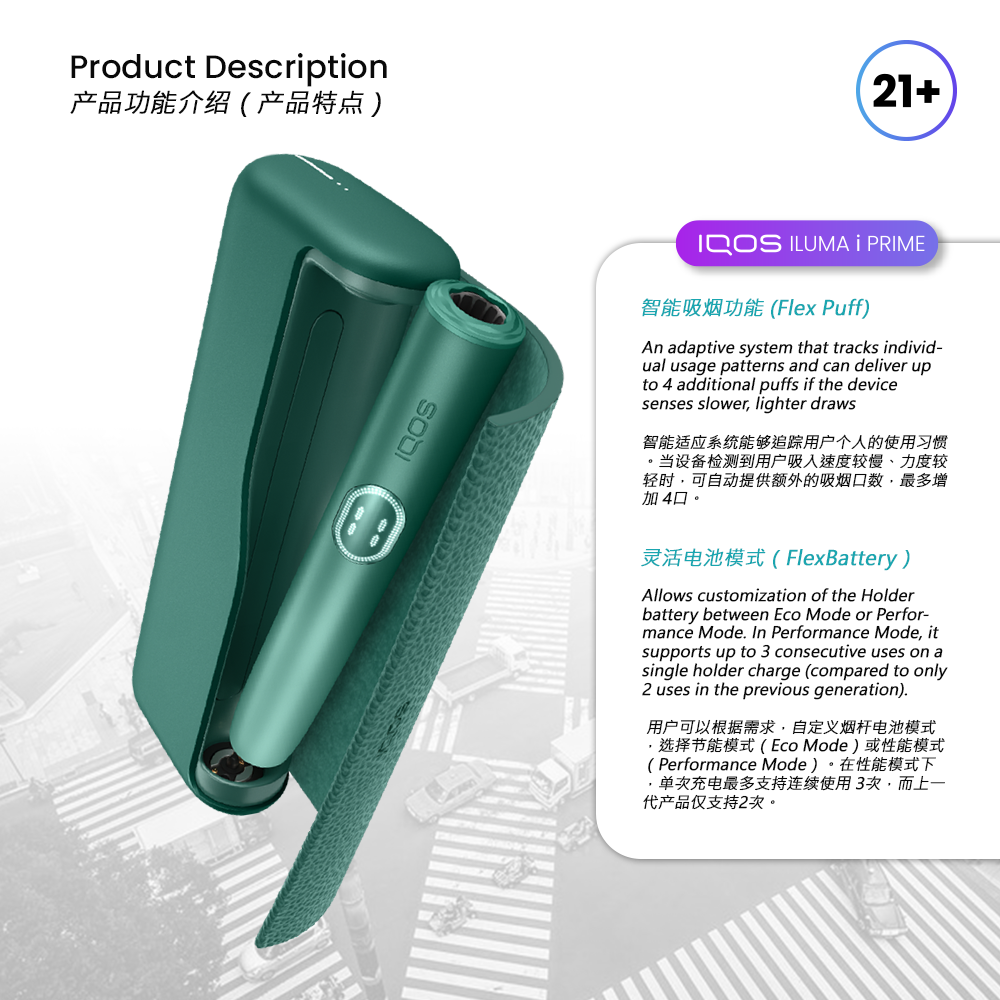 Product Description
产品功能介绍（产品特点）
21+
IQOS ILUMA i PRIME
IQOS
智能吸烟功能 (Flex Puff)
An adaptive system that tracks individ-
ual usage patterns and can deliver up
to 4 additional puffs if the device
senses slower, lighter draws
智能适应系统能够追踪用户个人的使用习惯
。当设备检测到用户吸入速度较慢、力度较
轻时，可自动提供额外的吸烟口数，最多增
加 4口。
灵活电池模式（FlexBattery）
Allows customization of the Holder
battery between Eco Mode or Perfor-
mance Mode. In Performance Mode, it
supports up to 3 consecutive uses on a
single holder charge (compared to only
2 uses in the previous generation).
用户可以根据需求，自定义烟杆电池模式
，选择节能模式（Eco Mode）或性能模式
（Performance Mode）。在性能模式下
，单次充电最多支持连续使用 3次，而上一
代产品仅支持2次。